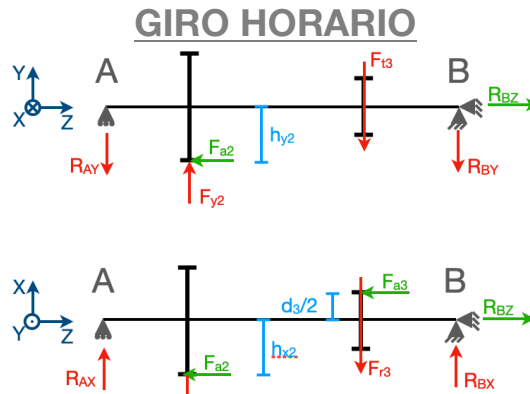 GIRO HORARIO
Y
X
Z
A
B
Ft3
RBZ
Fa2
hy2
RAY
RBY
Fy2
X
Y
Z
A
B
Fa3
d3/2
RBZ
Fa2
hx2
RAX
Fr3
RBX